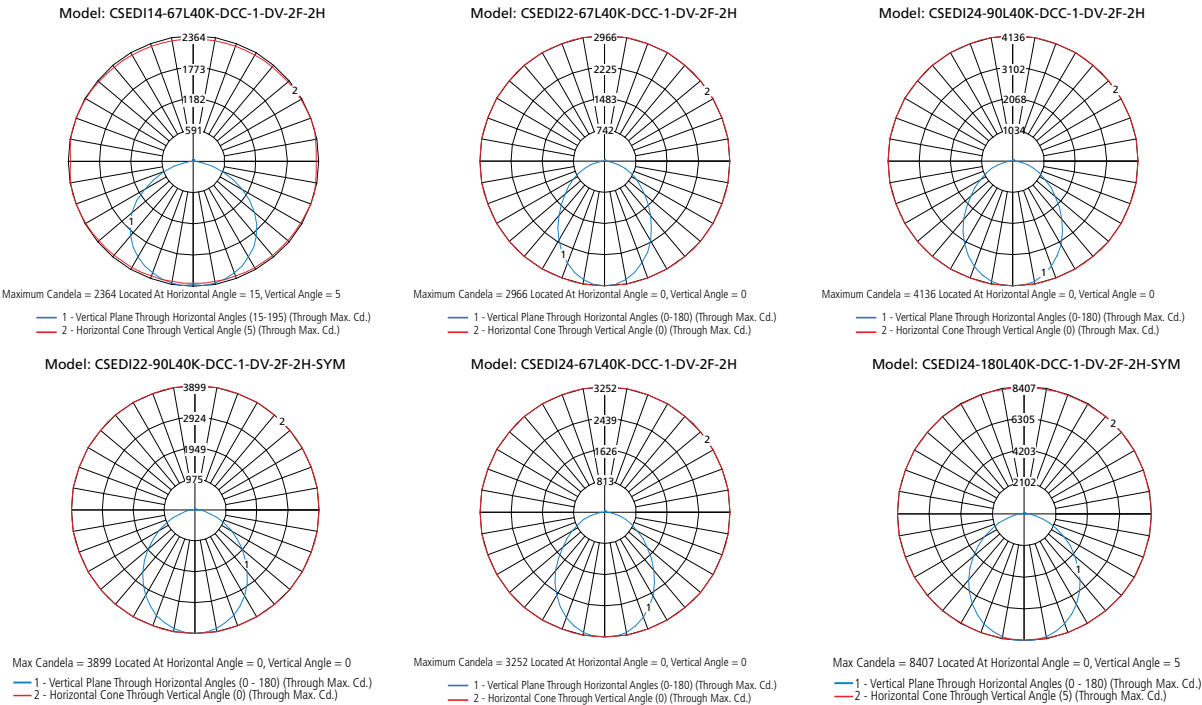 Model: CSEDI14-67L40K-DCC-1-DV-2F-2H
2364
1773
1182
591
2
1
Maximum Candela = 2364 Located At Horizontal Angle = 15, Vertical Angle = 5
1 - Vertical Plane Through Horizontal Angles (15-195) (Through Max. Cd.)
2 - Horizontal Cone Through Vertical Angle (5) (Through Max. Cd.)
Model: CSEDI22-67L40K-DCC-1-DV-2F-2H
2966
2225
1483
742
2
1
Maximum Candela = 2966 Located At Horizontal Angle = 0, Vertical Angle = 0
1 - Vertical Plane Through Horizontal Angles (0-180) (Through Max. Cd.)
2 - Horizontal Cone Through Vertical Angle (0) (Through Max. Cd.)
Model: CSEDI24-90L40K-DCC-1-DV-2F-2H
4136
3102
2068
1034
2
1
Maximum Candela = 4136 Located At Horizontal Angle = 0, Vertical Angle = 0
1 - Vertical Plane Through Horizontal Angles (0-180) (Through Max. Cd.)
2 - Horizontal Cone Through Vertical Angle (0) (Through Max. Cd.)
Model: CSEDI22-90L40K-DCC-1-DV-2F-2H-SYM
3899
2924
1949
975
2
1
Max Candela = 3899 Located At Horizontal Angle = 0, Vertical Angle = 0
1 - Vertical Plane Through Horizontal Angles (0 - 180) (Through Max. Cd.)
2 - Horizontal Cone Through Vertical Angle (0) (Through Max. Cd.)
Model: CSEDI24-67L40K-DCC-1-DV-2F-2H
3252
2439
1626
813
2
1
Maximum Candela = 3252 Located At Horizontal Angle = 0, Vertical Angle = 0
1 - Vertical Plane Through Horizontal Angles (0-180) (Through Max. Cd.)
2 - Horizontal Cone Through Vertical Angle (0) (Through Max. Cd.)
Model: CSEDI24-180L40K-DCC-1-DV-2F-2H-SYM
8407
6305
4203
2102
2
1
Max Candela = 8407 Located At Horizontal Angle = 0, Vertical Angle = 5
1 - Vertical Plane Through Horizontal Angles (0 - 180) (Through Max. Cd.)
2 - Horizontal Cone Through Vertical Angle (5) (Through Max. Cd.)